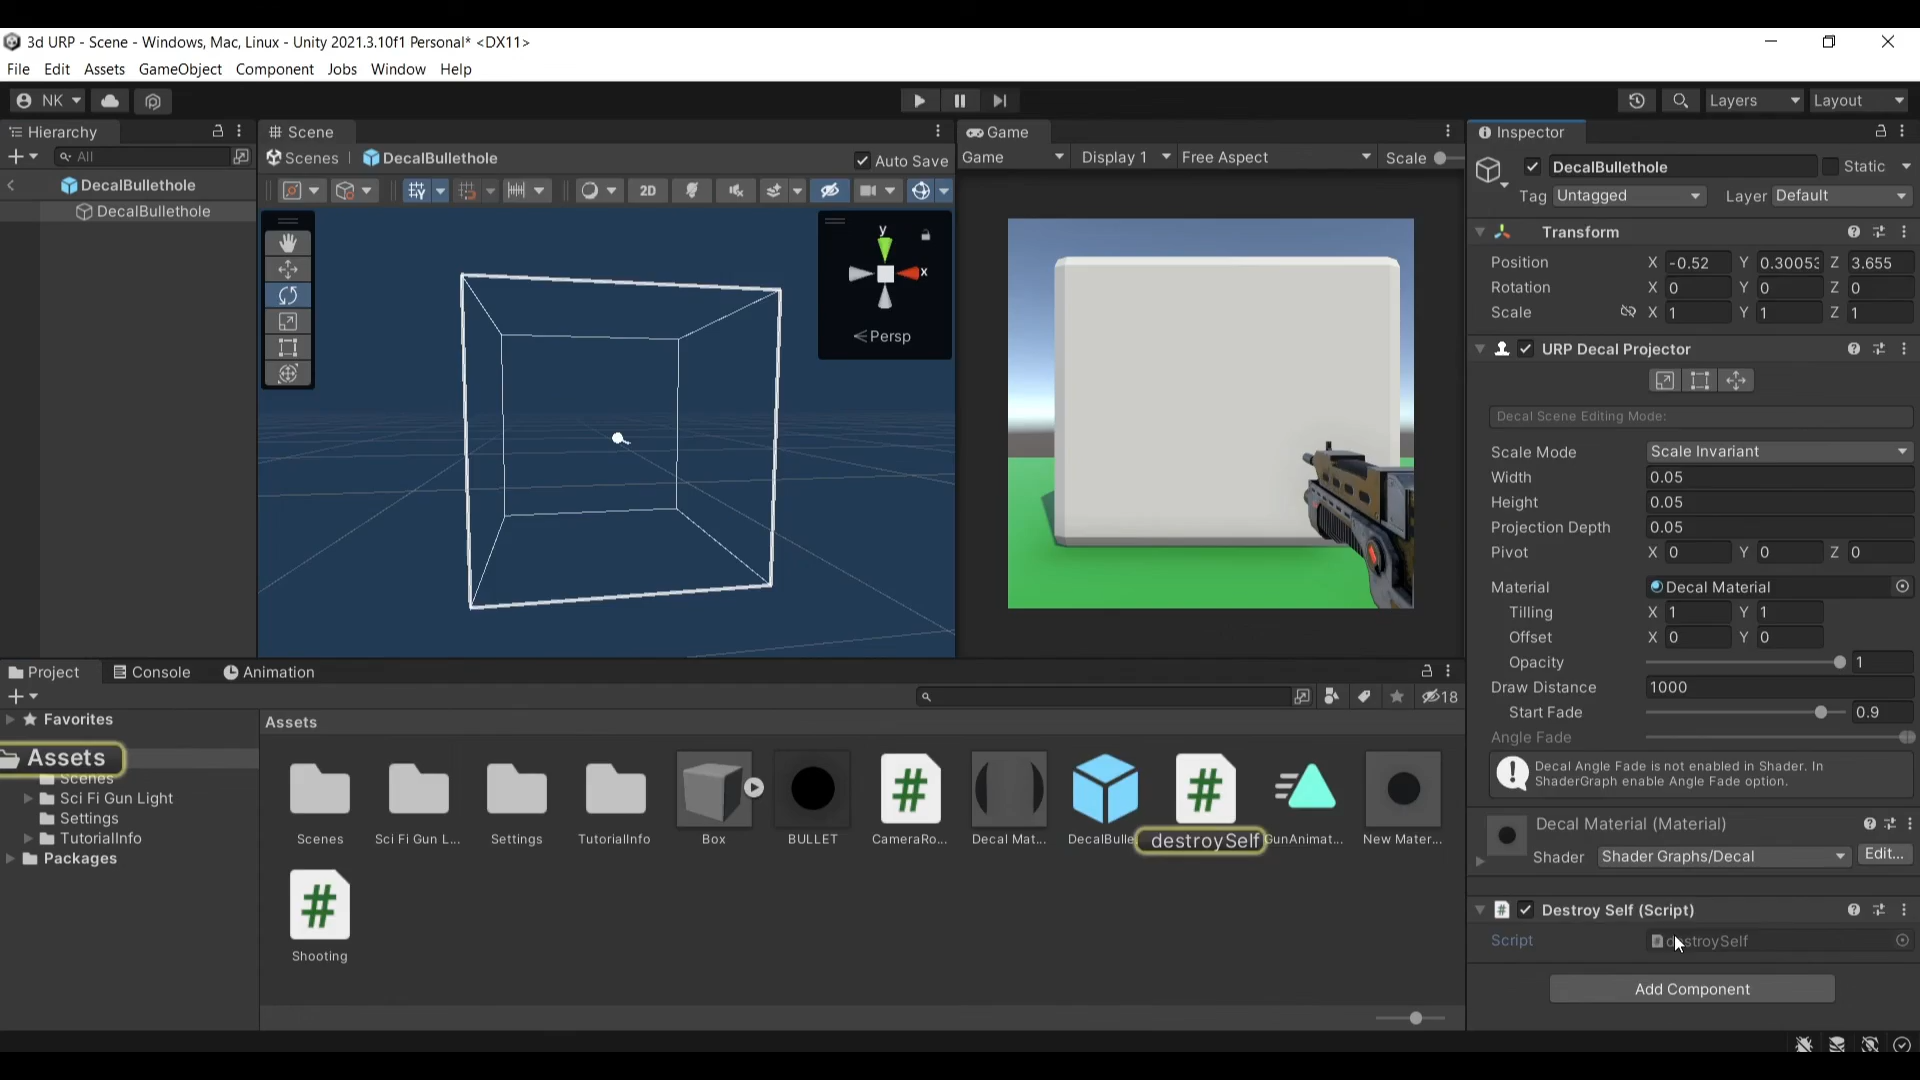 3d URP - Scene - Windows, Mac, Linux - Unity 2021.3.10f1 Personal* <DX11>
File Edit Assets GameObject Component Jobs Window Help
NK Layers Layout
Hierarchy Scene Game Inspector
All Scenes DecalBullethole Auto Save Game Display 1 Free Aspect Scale
DecalBullethole
DecalBullethole
2D
y
x
Persp
DecalBullethole Static
Tag Untagged Layer Default
Transform
Position X -0.52 Y 0.30053 Z 3.655
Rotation X 0 Y 0 Z 0
Scale X 1 Y 1 Z 1
URP Decal Projector
Decal Scene Editing Mode:
Scale Mode Scale Invariant
Width 0.05
Height 0.05
Projection Depth 0.05
Pivot X 0 Y 0 Z 0
Material Decal Material
Tilling X 1 Y 1
Offset X 0 Y 0
Opacity 1
Draw Distance 1000
Start Fade 0.9
Angle Fade
Decal Angle Fade is not enabled in Shader. In
ShaderGraph enable Angle Fade option.
Decal Material (Material)
Shader Shader Graphs/Decal Edit...
Destroy Self (Script)
Script destroySelf
Add Component
Project Console Animation
18
Favorites
Assets
Scenes
Sci Fi Gun Light
Settings
TutorialInfo
Packages
Assets
Scenes Sci Fi Gun L... Settings TutorialInfo Box BULLET CameraRo... Decal Mat... DecalBulle destroySelf GunAnimat... New Mater...
Shooting